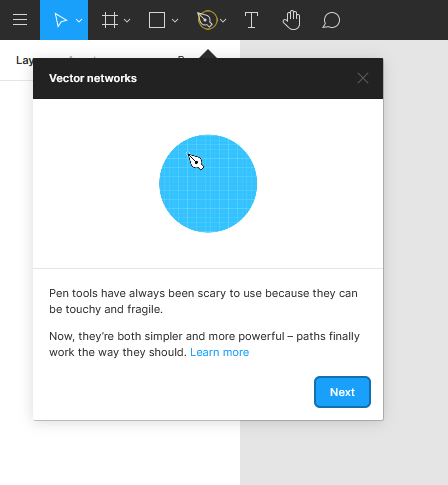 T
Lay
Vector networks
Pen tools have always been scary to use because they can
be touchy and fragile.
Now, they’re both simpler and more powerful – paths finally
work the way they should. Learn more
Next